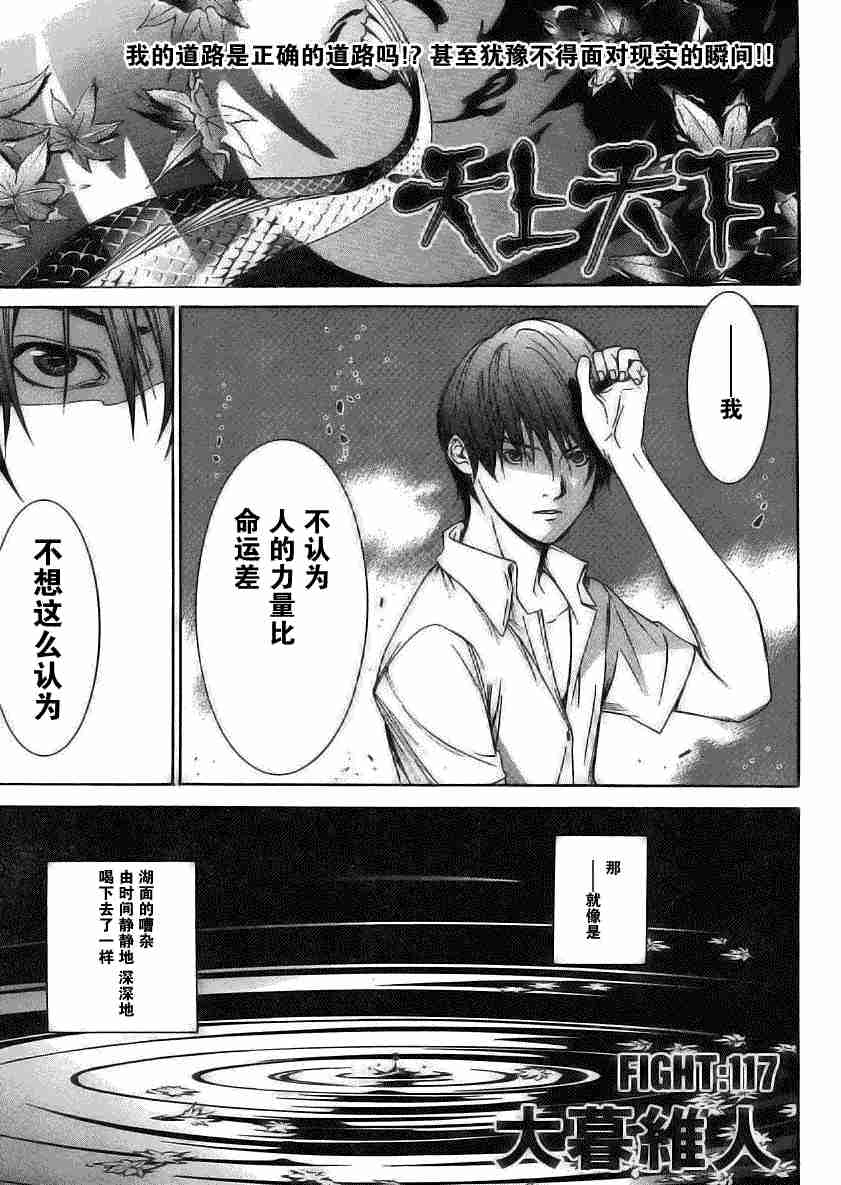 我的道路是正确的道路吗!? 甚至犹豫不得面对现实的瞬间!!
天上天下
——我
不认为
人的力量比
命运差
不想这么认为
那
——就像是
湖面的嘈杂
由时间静静地 深深地
喝下去了一样
FIGHT:117
大暮維人